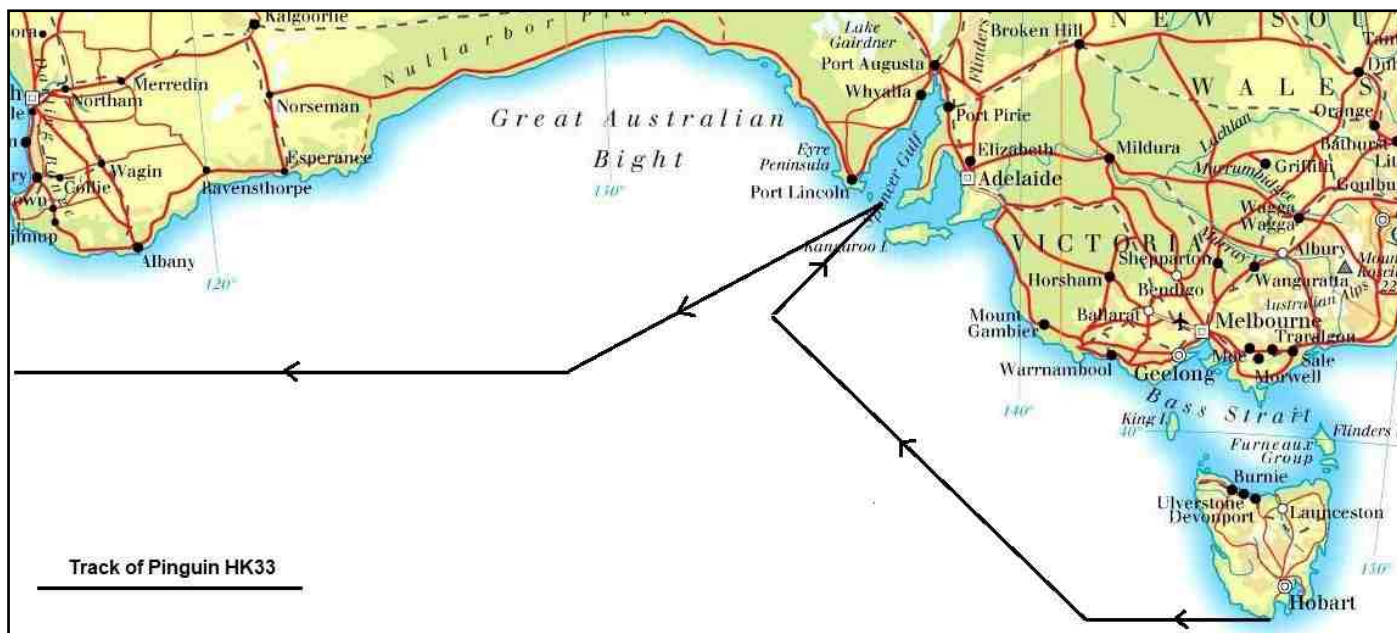 Kalgoorlie
Nullarbor
Lake
Gairdner
Flinders
Broken Hill
NEW SOU
Port Augusta
Merredin
Northam
Norseman
Whyalla
Port Pirie
WALES
Orange
Great Australian
Bight
Lachlan
Bathurst
Wagin
Collie
Esperance
Ravensthorpe
Eyre
Peninsula
Spencer Gulf
Elizabeth
Mildura
Griffith
Murrumbidgee
Goulbu
130°
Port Lincoln
Adelaide
Wagga
Wagga
Albany
Kangaroo I.
VICTORIA
Murray
Albury
Shepparton
120°
Horsham
Bendigo
Wangaratta
Australian Alps
Mount
Gambier
Ballarat
Melbourne
Traralgon
Warrnambool
Geelong
Moe
Sale
Morwell
140°
Bass Strait
King I.
40°
Flinders
Furneaux
Group
Burnie
Ulverstone
Devonport
Launceston
Track of Pinguin HK33
150°
Hobart